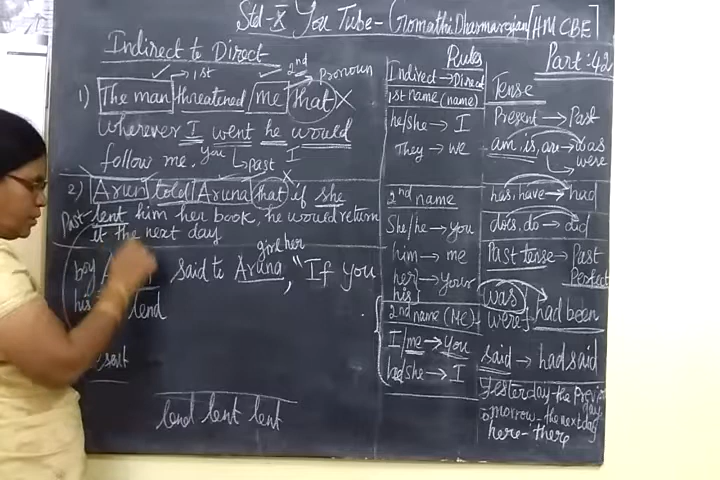 Std-X You Tube-Gomathi Dharmarajan [HM CBE]
Part:42
Indirect to Direct
1st 2nd pronoun
1) The man threatened me that X
Wherever I went he would
follow me. you past I
X
2) Arun told Aruna that if she
Past lent him her book, he would return
it the next day
give her
boy said to Aruna, "If you
his lend
lend lent lent
Rules
Indirect → Direct
1st name (name)
he/she → I
They → we
2nd name
She/he → you
him → me
her/his → your
2nd name (Me)
I/me → you
he/she → I
Tense
Present → Past
am, is, are → was
were
has, have → had
does, do → did
Past tense → Past
Perfect
was
were had been
said → had said
Yesterday-the previous
day
tomorrow-the next day
here-there